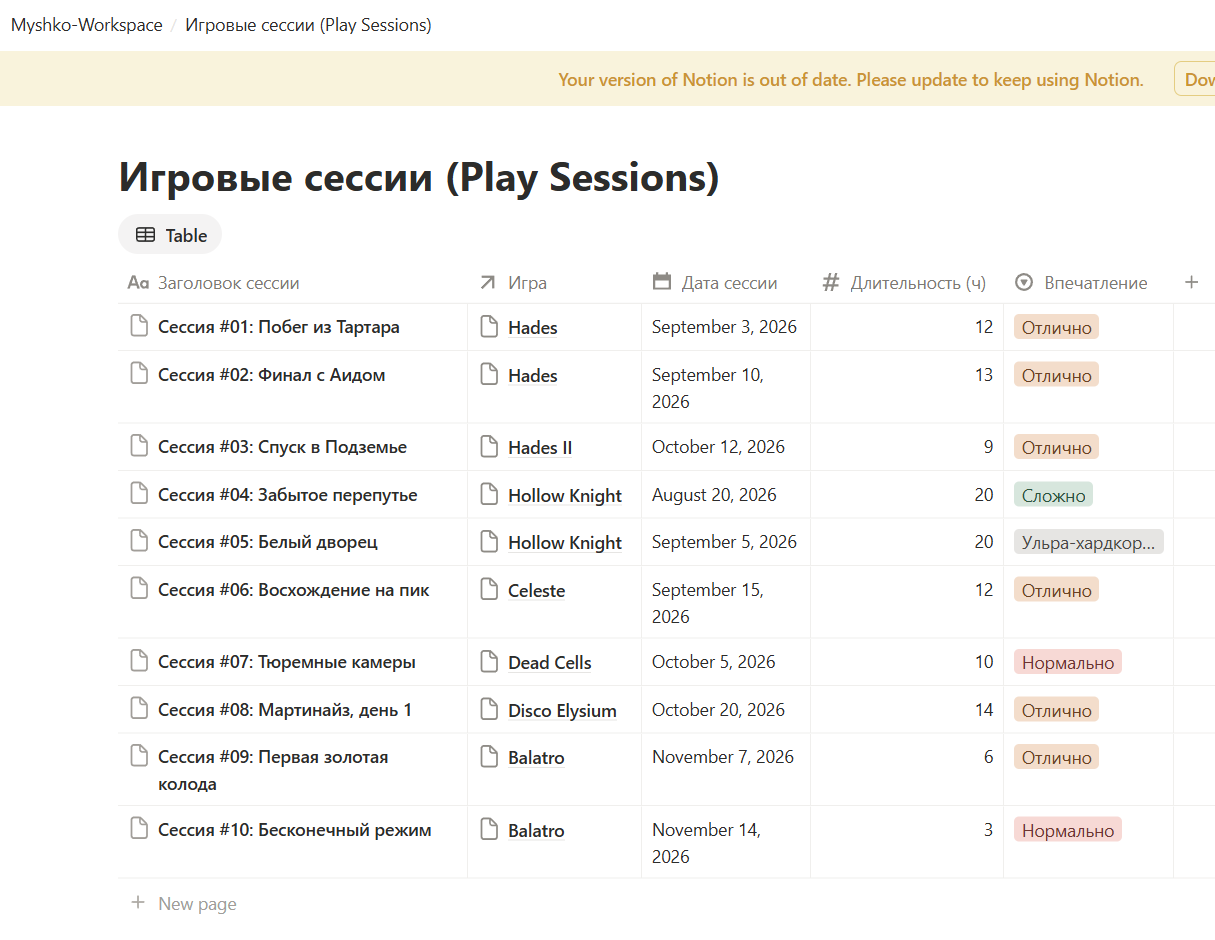 Myshko-Workspace / Игровые сессии (Play Sessions)
Your version of Notion is out of date. Please update to keep using Notion.
Dow
Игровые сессии (Play Sessions)
Table
Aa Заголовок сессии Игра Дата сессии # Длительность (ч) Впечатление +
Сессия #01: Побег из Тартара Hades September 3, 2026 12 Отлично
Сессия #02: Финал с Аидом Hades September 10, 13 Отлично
2026
Сессия #03: Спуск в Подземье Hades II October 12, 2026 9 Отлично
Сессия #04: Забытое перепутье Hollow Knight August 20, 2026 20 Сложно
Сессия #05: Белый дворец Hollow Knight September 5, 2026 20 Ульра-хардкор...
Сессия #06: Восхождение на пик Celeste September 15, 12 Отлично
2026
Сессия #07: Тюремные камеры Dead Cells October 5, 2026 10 Нормально
Сессия #08: Мартинайз, день 1 Disco Elysium October 20, 2026 14 Отлично
Сессия #09: Первая золотая Balatro November 7, 2026 6 Отлично
колода
Сессия #10: Бесконечный режим Balatro November 14, 3 Нормально
2026
+ New page